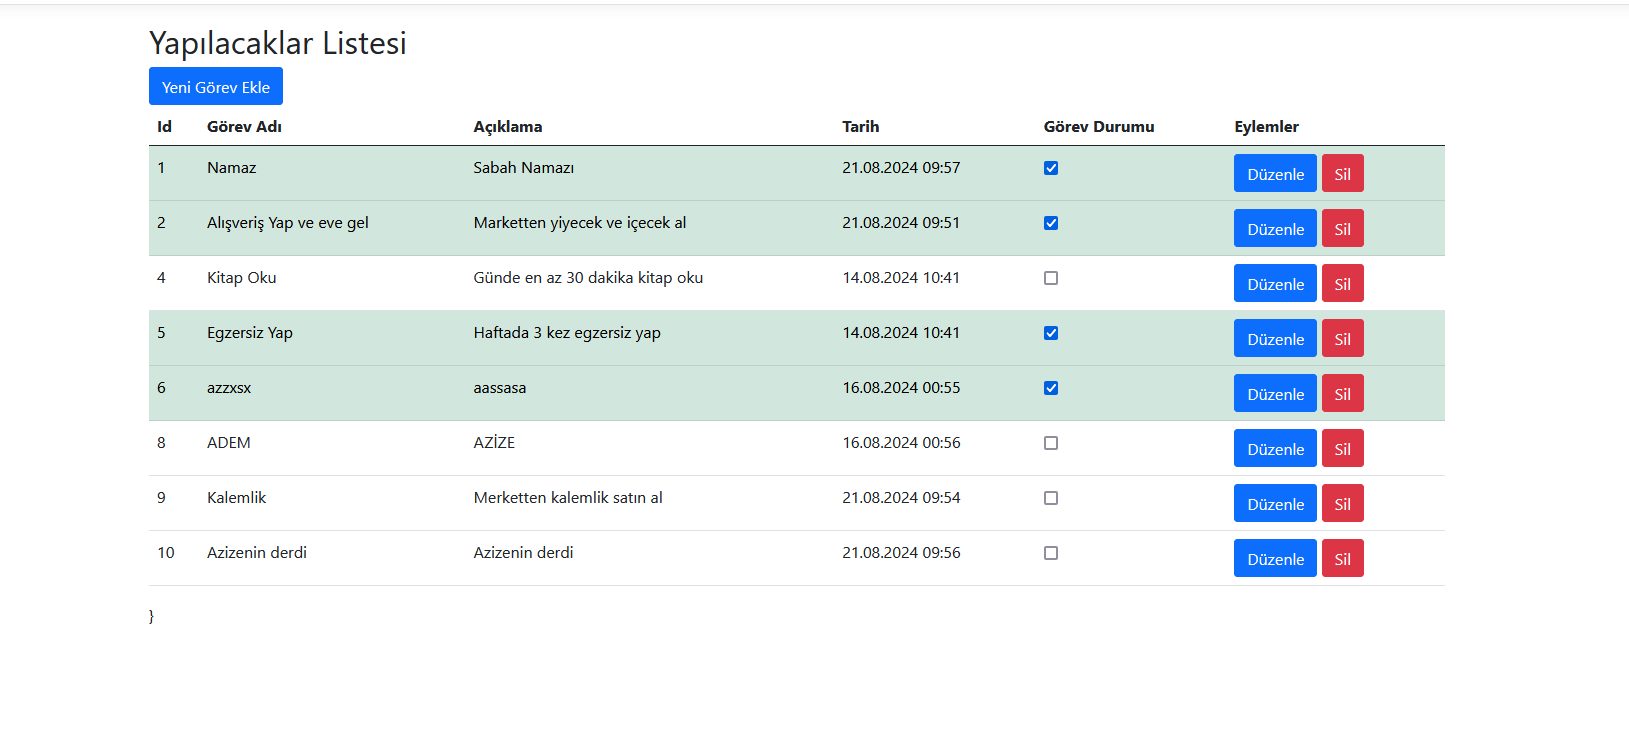 Yapılacaklar Listesi
Yeni Görev Ekle
Id Görev Adı Açıklama Tarih Görev Durumu Eylemler
1 Namaz Sabah Namazı 21.08.2024 09:57 Düzenle Sil
2 Alışveriş Yap ve eve gel Marketten yiyecek ve içecek al 21.08.2024 09:51 Düzenle Sil
4 Kitap Oku Günde en az 30 dakika kitap oku 14.08.2024 10:41 Düzenle Sil
5 Egzersiz Yap Haftada 3 kez egzersiz yap 14.08.2024 10:41 Düzenle Sil
6 azzxsx aassasa 16.08.2024 00:55 Düzenle Sil
8 ADEM AZİZE 16.08.2024 00:56 Düzenle Sil
9 Kalemlik Merketten kalemlik satın al 21.08.2024 09:54 Düzenle Sil
10 Azizenin derdi Azizenin derdi 21.08.2024 09:56 Düzenle Sil
}